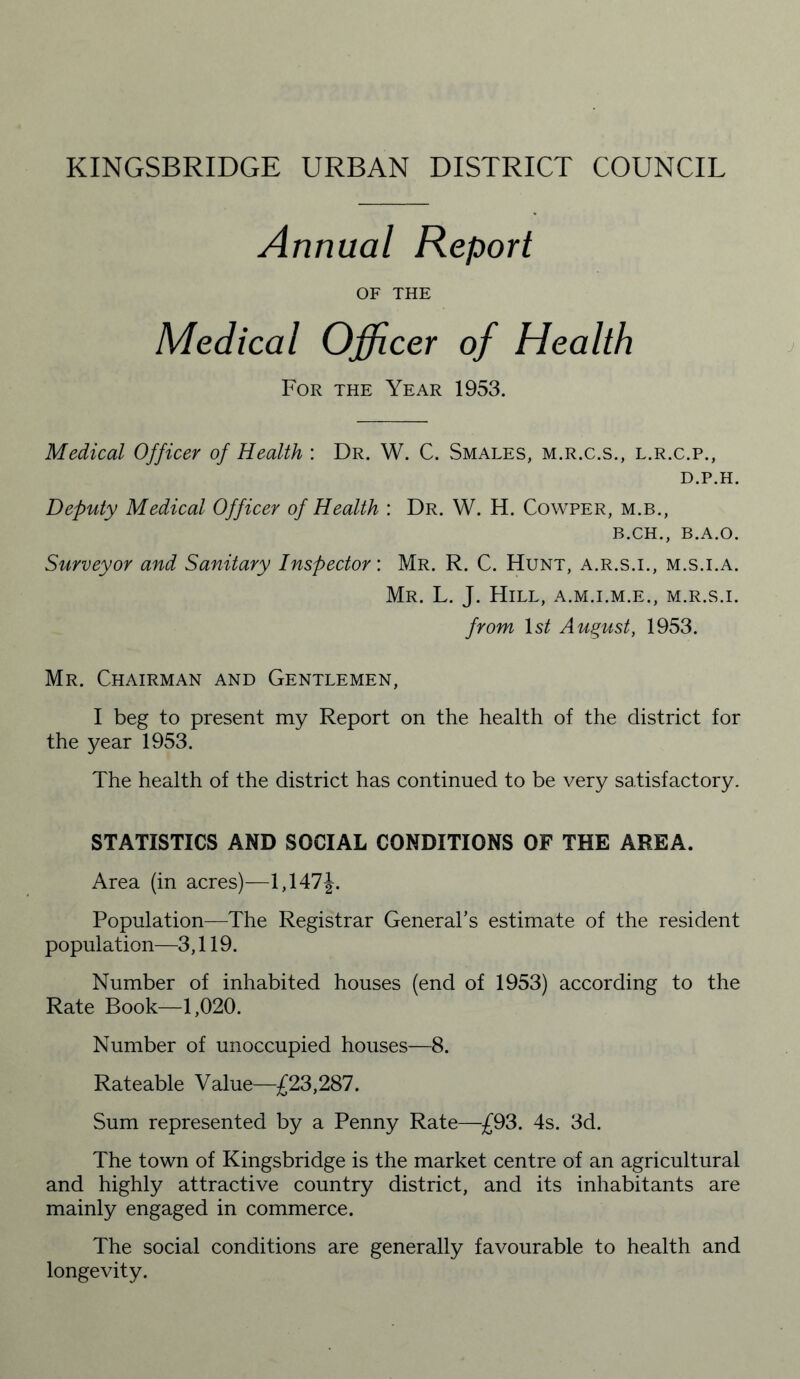 KINGSBRIDGE URBAN DISTRICT COUNCIL
Annual Report
OF THE
Medical Officer of Health
For the Year 1953.
Medical Officer of Health : Dr. W. C. Smales, M.R.C.S., L.R.C.P.,
D.P.H.
Deputy Medical Officer of Health : Dr. W. H. Cowper, M.B.,
B.CH., B.A.O.
Surveyor and Sanitary Inspector : Mr. R. C. Hunt, A.R.S.I., M.S.I.A.
Mr. L. J. Hill, A.M.I.M.E., M.R.S.I.
from 1st August, 1953.
Mr. Chairman and Gentlemen,
I beg to present my Report on the health of the district for
the year 1953.
The health of the district has continued to be very satisfactory.
STATISTICS AND SOCIAL CONDITIONS OF THE AREA.
Area (in acres)—1,147½.
Population—The Registrar General's estimate of the resident
population—3,119.
Number of inhabited houses (end of 1953) according to the
Rate Book—1,020.
Number of unoccupied houses—8.
Rateable Value—£23,287.
Sum represented by a Penny Rate—£93. 4s. 3d.
The town of Kingsbridge is the market centre of an agricultural
and highly attractive country district, and its inhabitants are
mainly engaged in commerce.
The social conditions are generally favourable to health and
longevity.